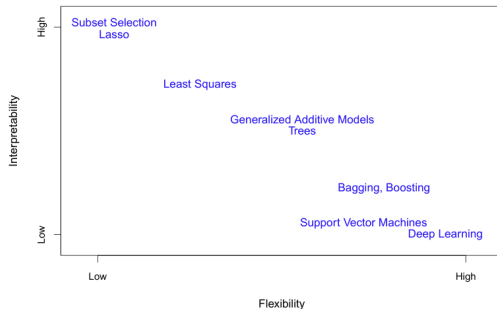 High
Subset Selection
Lasso
Least Squares
Generalized Additive Models
Trees
Bagging, Boosting
Support Vector Machines
Deep Learning
Low
Interpretability
Low
High
Flexibility